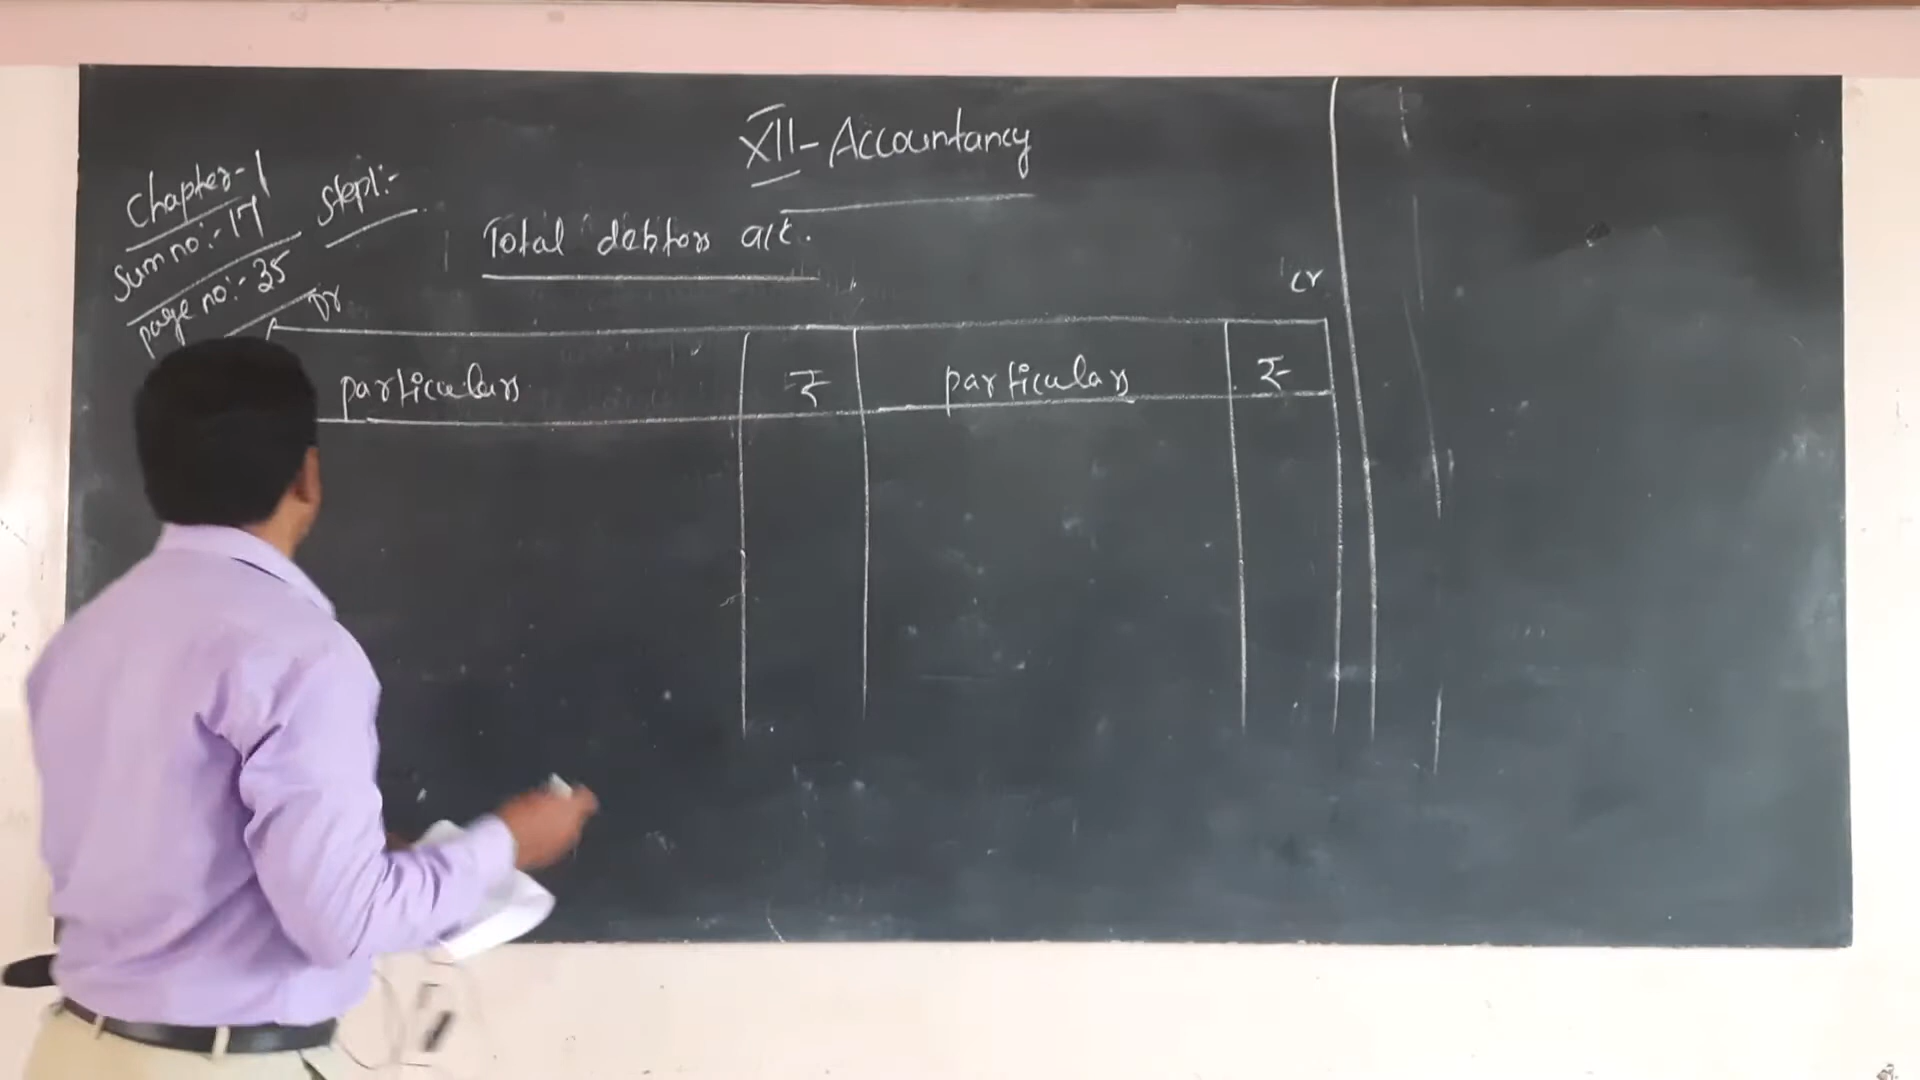 XII-Accountancy
Chapter-1
Sum no:-17
page no:-35
Step1:-
Total debtors a/c.
Dr
Cr
particulars ₹ particulars ₹